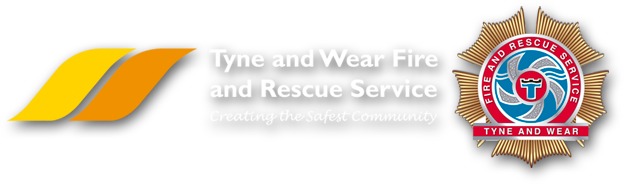 Tyne and Wear Fire
and Rescue Service
Creating the Safest Community
FIRE AND RESCUE SERVICE
T
TYNE AND WEAR